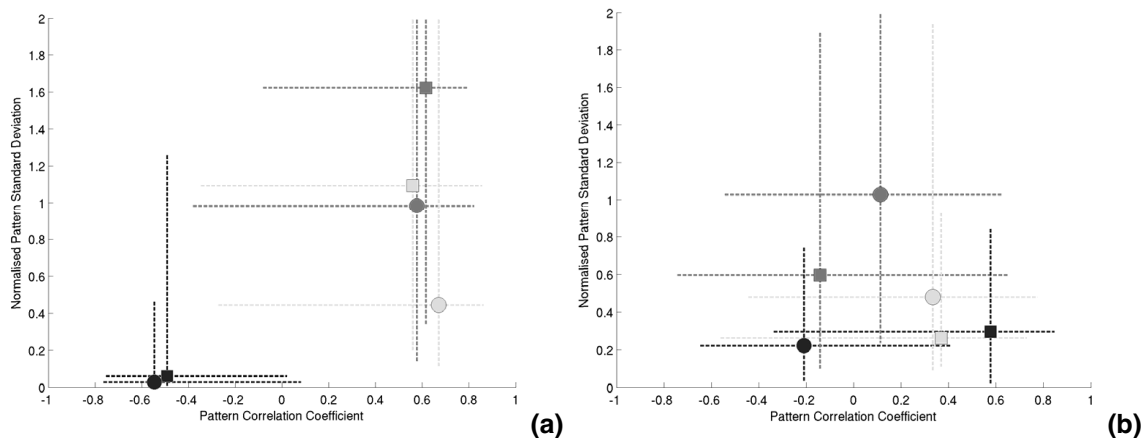 2
1.8
1.6
1.4
1.2
1
0.8
0.6
0.4
0.2
0
Normalised Pattern Standard Deviation
-1 -0.8 -0.6 -0.4 -0.2 0 0.2 0.4 0.6 0.8 1
Pattern Correlation Coefficient
(a)
2
1.8
1.6
1.4
1.2
1
0.8
0.6
0.4
0.2
0
Normalised Pattern Standard Deviation
-1 -0.8 -0.6 -0.4 -0.2 0 0.2 0.4 0.6 0.8 1
Pattern Correlation Coefficient
(b)